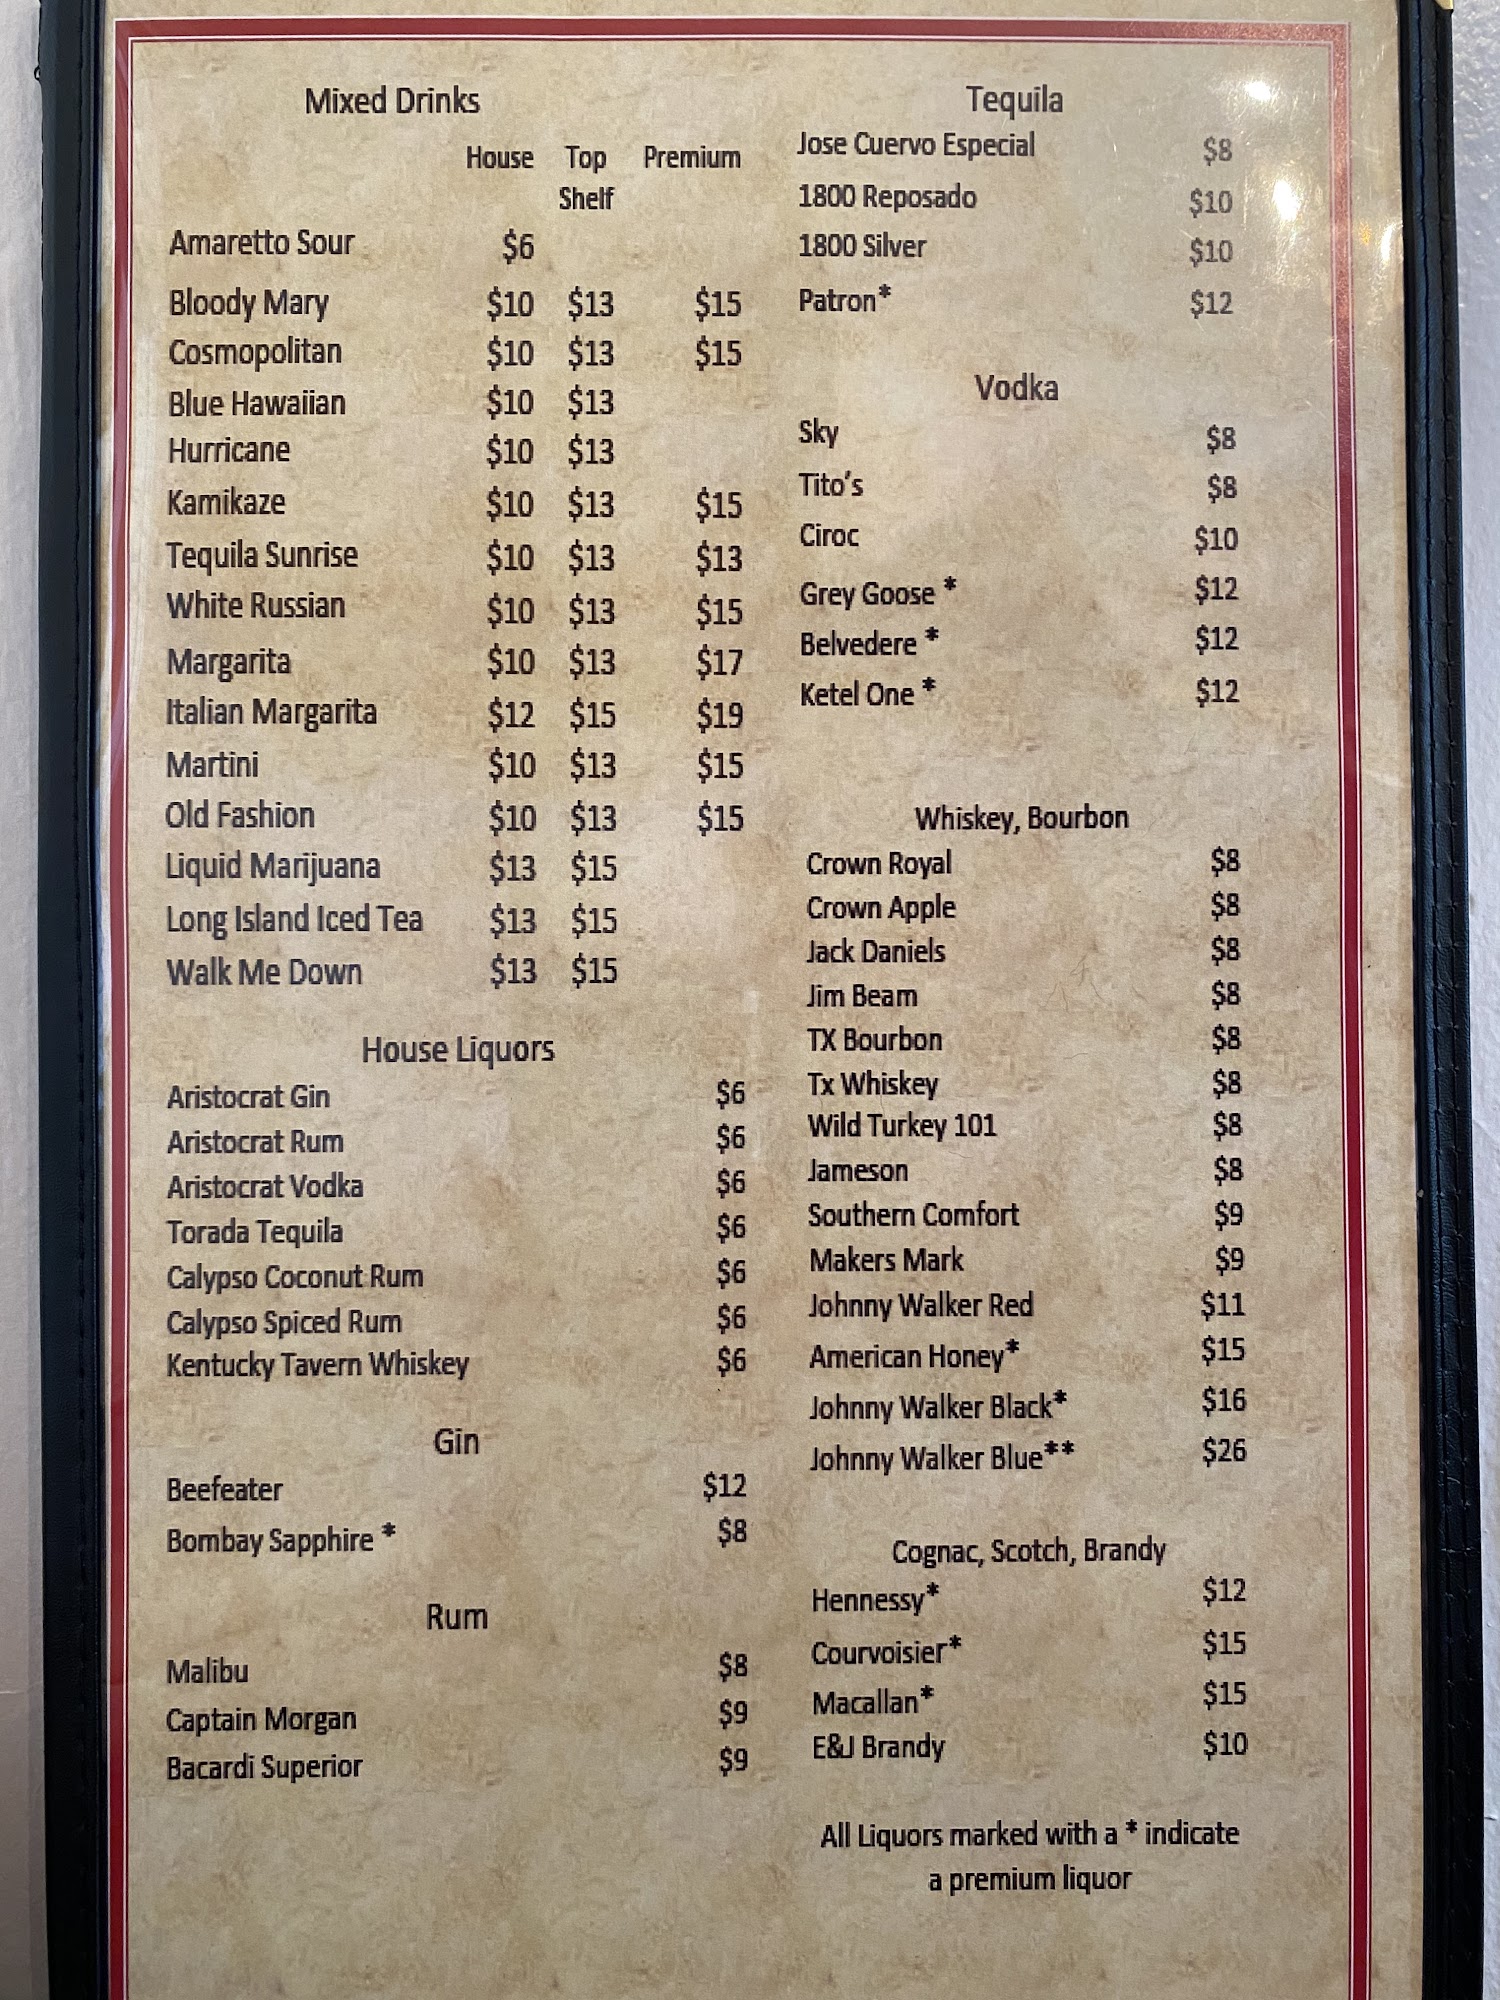 Mixed Drinks
House Top Premium
Shelf
Amaretto Sour $6
Bloody Mary $10 $13 $15
Cosmopolitan $10 $13 $15
Blue Hawaiian $10 $13
Hurricane $10 $13
Kamikaze $10 $13 $15
Tequila Sunrise $10 $13 $13
White Russian $10 $13 $15
Margarita $10 $13 $17
Italian Margarita $12 $15 $19
Martini $10 $13 $15
Old Fashion $10 $13 $15
Liquid Marijuana $13 $15
Long Island Iced Tea $13 $15
Walk Me Down $13 $15
House Liquors
Aristocrat Gin $6
Aristocrat Rum $6
Aristocrat Vodka $6
Torada Tequila $6
Calypso Coconut Rum $6
Calypso Spiced Rum $6
Kentucky Tavern Whiskey $6
Gin
Beefeater $12
Bombay Sapphire * $8
Rum
Malibu $8
Captain Morgan $9
Bacardi Superior $9
Tequila
Jose Cuervo Especial $8
1800 Reposado $10
1800 Silver $10
Patron* $12
Vodka
Sky $8
Tito's $8
Ciroc $10
Grey Goose * $12
Belvedere * $12
Ketel One * $12
Whiskey, Bourbon
Crown Royal $8
Crown Apple $8
Jack Daniels $8
Jim Beam $8
TX Bourbon $8
Tx Whiskey $8
Wild Turkey 101 $8
Jameson $8
Southern Comfort $9
Makers Mark $9
Johnny Walker Red $11
American Honey* $15
Johnny Walker Black* $16
Johnny Walker Blue** $26
Cognac, Scotch, Brandy
Hennessy* $12
Courvoisier* $15
Macallan* $15
E&J Brandy $10
All Liquors marked with a * indicate
a premium liquor